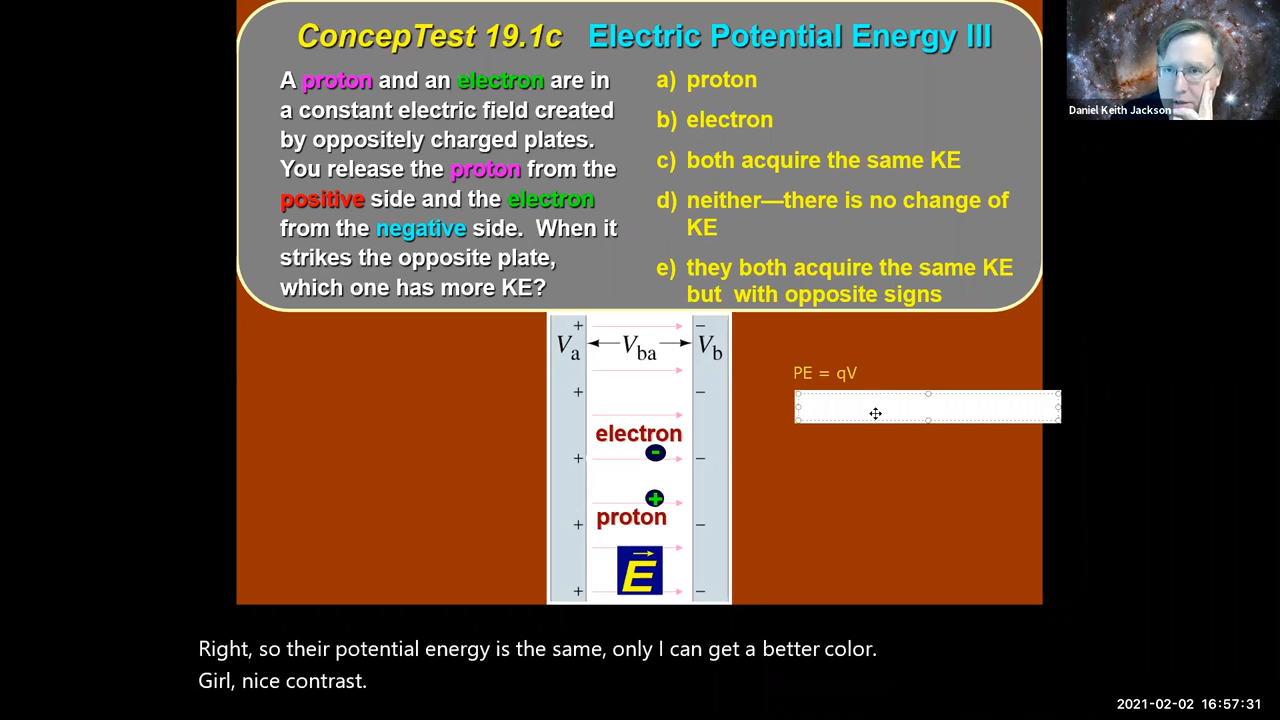 ConcepTest 19.1c Electric Potential Energy III
A proton and an electron are in
a constant electric field created
by oppositely charged plates.
You release the proton from the
positive side and the electron
from the negative side. When it
strikes the opposite plate,
which one has more KE?
a) proton
b) electron
c) both acquire the same KE
d) neither—there is no change of
KE
e) they both acquire the same KE
but with opposite signs
Daniel Keith Jackson
+ −
Va Vba Vb
+ −
electron
-
+ −
+
proton
+ −
E
+ −
PE = qV
Right, so their potential energy is the same, only I can get a better color.
Girl, nice contrast.
2021-02-02 16:57:31